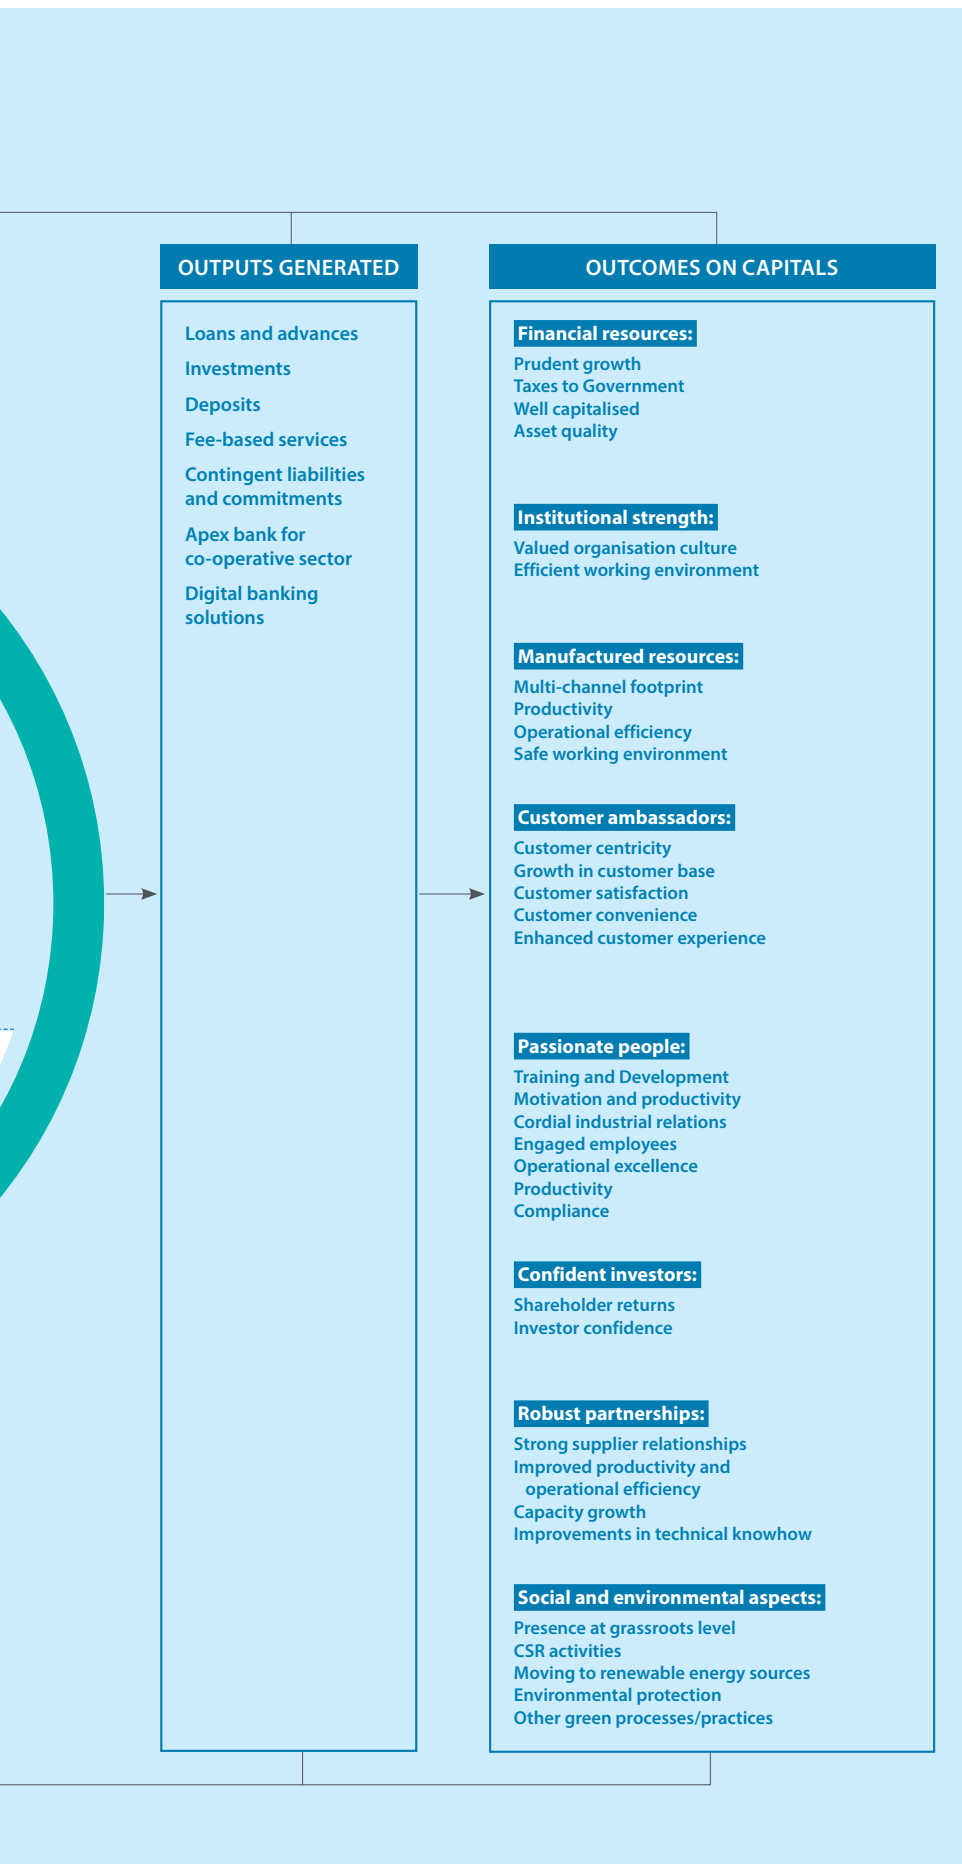 OUTPUTS GENERATED
Loans and advances
Investments
Deposits
Fee-based services
Contingent liabilities
and commitments
Apex bank for
co-operative sector
Digital banking
solutions
OUTCOMES ON CAPITALS
Financial resources:
Prudent growth
Taxes to Government
Well capitalised
Asset quality
Institutional strength:
Valued organisation culture
Efficient working environment
Manufactured resources:
Multi-channel footprint
Productivity
Operational efficiency
Safe working environment
Customer ambassadors:
Customer centricity
Growth in customer base
Customer satisfaction
Customer convenience
Enhanced customer experience
Passionate people:
Training and Development
Motivation and productivity
Cordial industrial relations
Engaged employees
Operational excellence
Productivity
Compliance
Confident investors:
Shareholder returns
Investor confidence
Robust partnerships:
Strong supplier relationships
Improved productivity and
operational efficiency
Capacity growth
Improvements in technical knowhow
Social and environmental aspects:
Presence at grassroots level
CSR activities
Moving to renewable energy sources
Environmental protection
Other green processes/practices